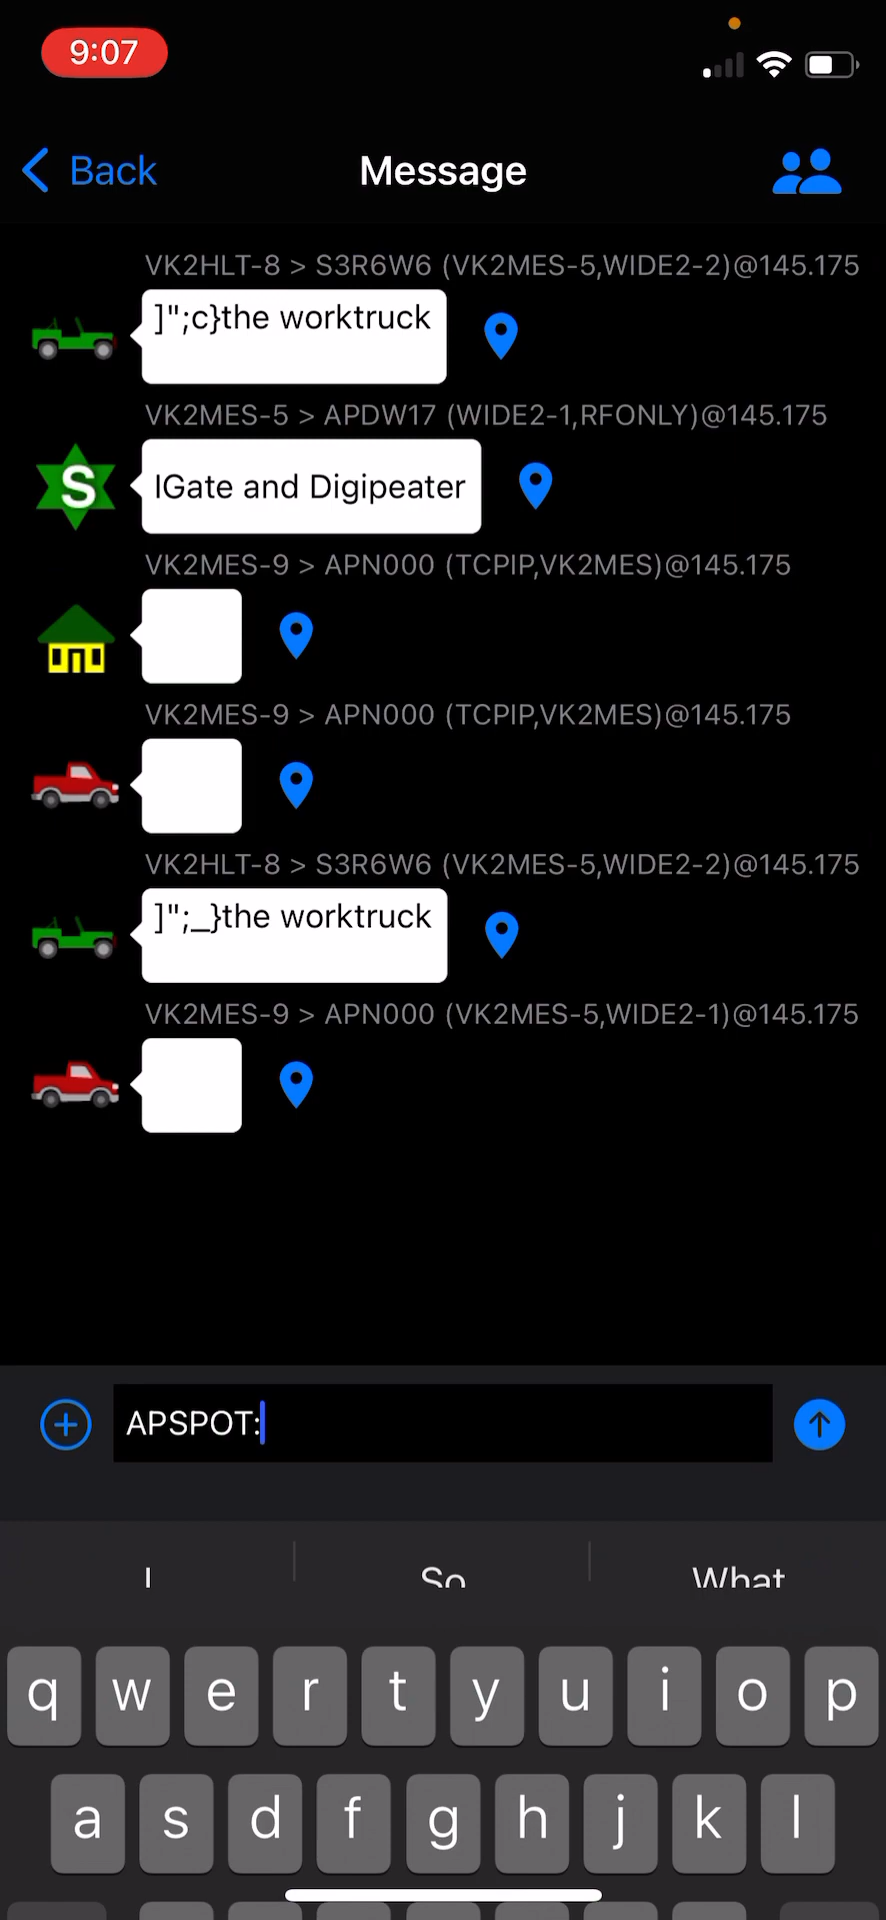 9:07
Back
Message
VK2HLT-8 > S3R6W6 (VK2MES-5,WIDE2-2)@145.175
]";c}the worktruck
VK2MES-5 > APDW17 (WIDE2-1,RFONLY)@145.175
S
IGate and Digipeater
VK2MES-9 > APN000 (TCPIP,VK2MES)@145.175
VK2MES-9 > APN000 (TCPIP,VK2MES)@145.175
VK2HLT-8 > S3R6W6 (VK2MES-5,WIDE2-2)@145.175
]";_}the worktruck
VK2MES-9 > APN000 (VK2MES-5,WIDE2-1)@145.175
APSPOT:
I So What
q w e r t y u i o p
a s d f g h j k l